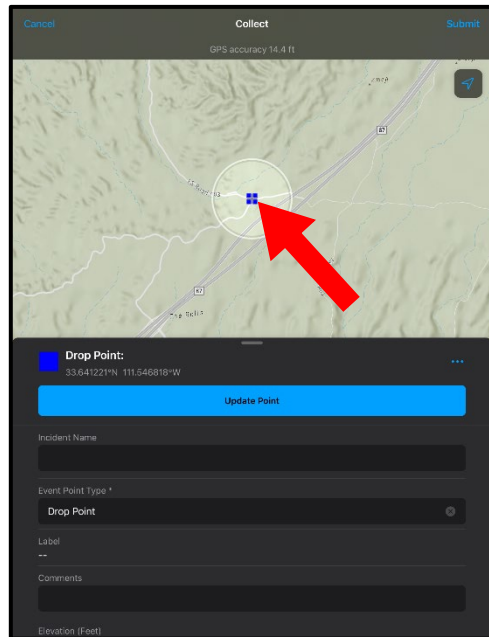 Cancel Collect Submit
GPS accuracy 14.4 ft
87
87
Drop Point:
33.641221°N 111.546818°W
Update Point
Incident Name
Event Point Type *
Drop Point
Label
--
Comments
Elevation (Feet)